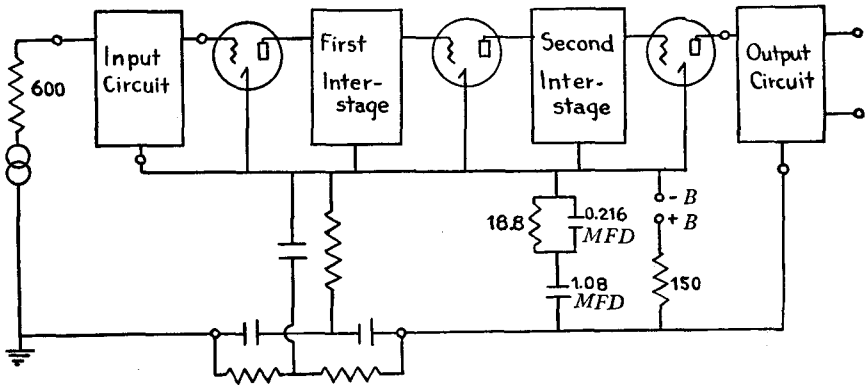 600
Input
Circuit
First
Inter-
stage
Second
Inter-
stage
Output
Circuit
18.8
0.216
MFD
- B
+ B
1.08
MFD
150